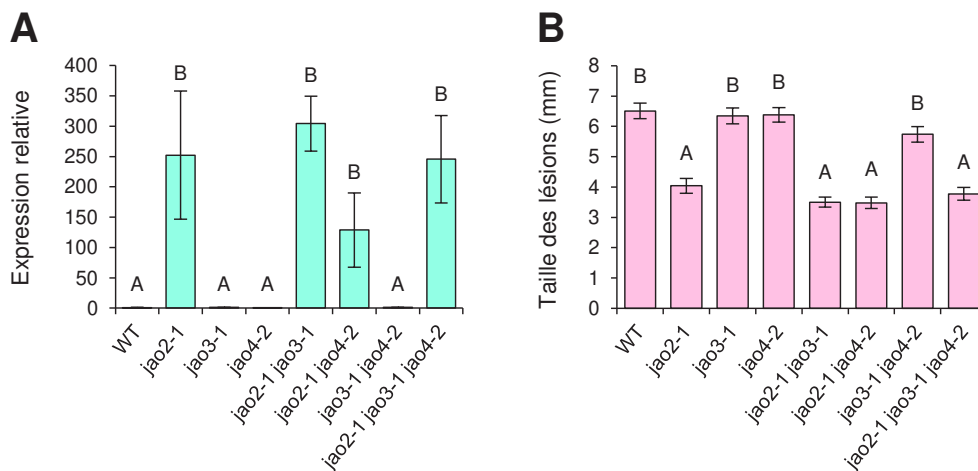 A
Expression relative
400
350
300
250
200
150
100
50
0
A
B
A
A
B
B
A
B
WT
jao2-1
jao3-1
jao4-2
jao2-1 jao3-1
jao2-1 jao4-2
jao3-1 jao4-2
jao2-1 jao3-1 jao4-2
B
Taille des lésions (mm)
8
7
6
5
4
3
2
1
0
B
A
B
B
A
A
B
A
WT
jao2-1
jao3-1
jao4-2
jao2-1 jao3-1
jao2-1 jao4-2
jao3-1 jao4-2
jao2-1 jao3-1 jao4-2